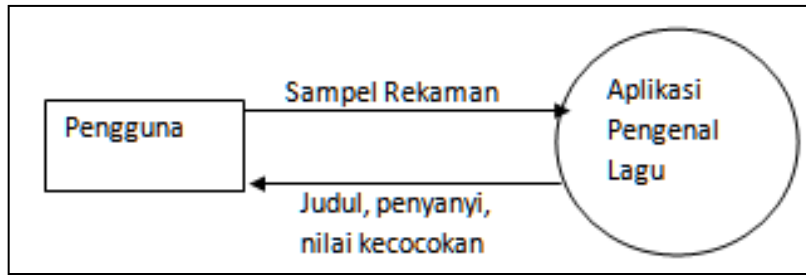 Pengguna
Sampel Rekaman
Judul, penyanyi,
nilai kecocokan
Aplikasi
Pengenal
Lagu